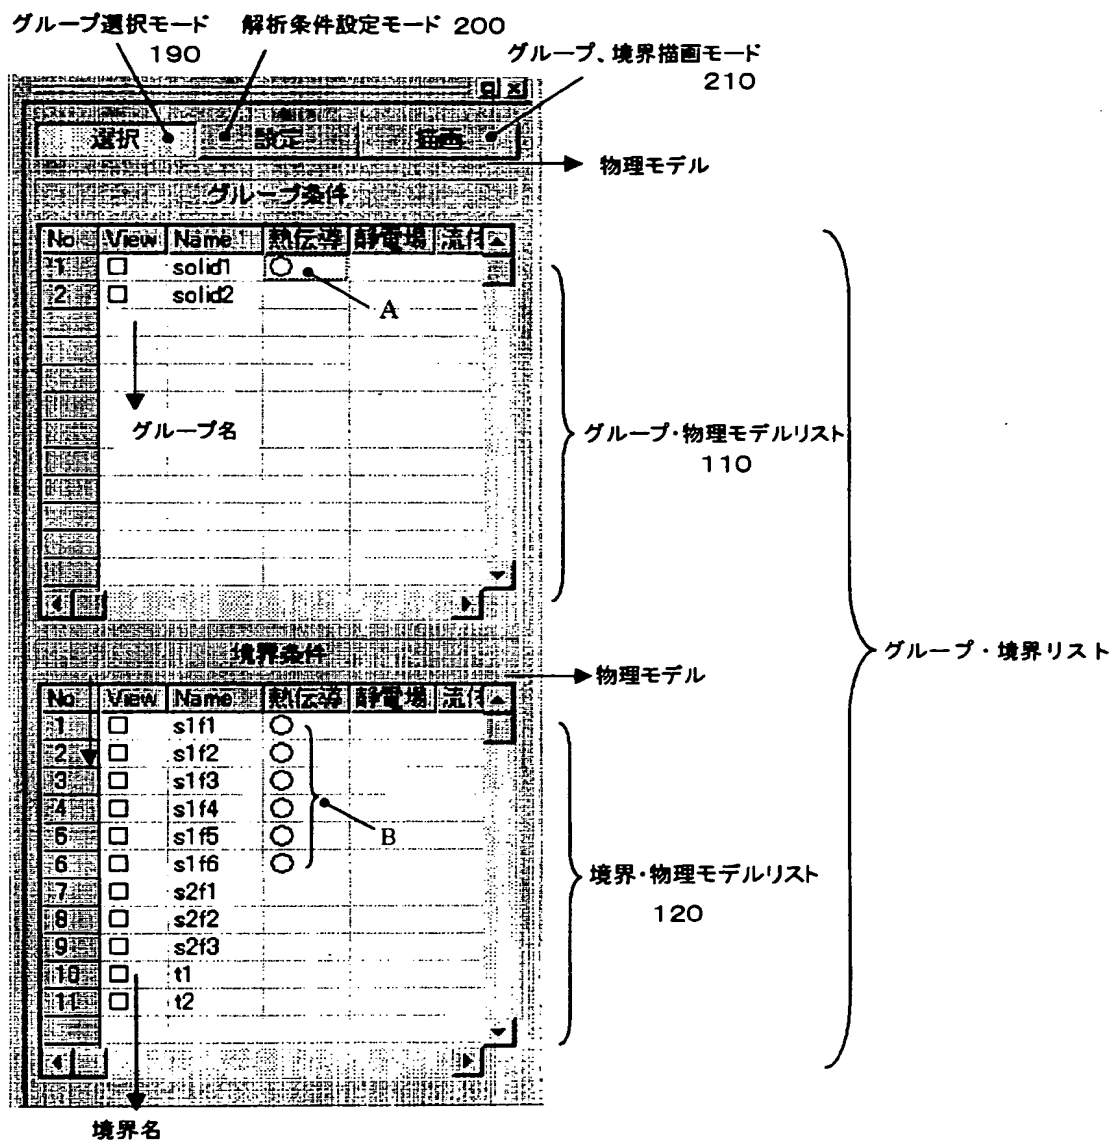 グループ選択モード 解析条件設定モード 200
190
グループ、境界描画モード
210
選択 設定 描画
物理モデル
グループ条件
No View Name 熱伝導 静電場
1 solid1 ○ A
2 solid2
グループ名
グループ・物理モデルリスト
110
境界条件
グループ・境界リスト
物理モデル
No View Name 熱伝導 静電場
1 s1f1 ○
2 s1f2 ○
3 s1f3 ○
4 s1f4 ○
5 s1f5 ○ B
6 s1f6 ○
境界・物理モデルリスト
7 s2f1
120
8 s2f2
9 s2f3
10 t1
11 t2
境界名